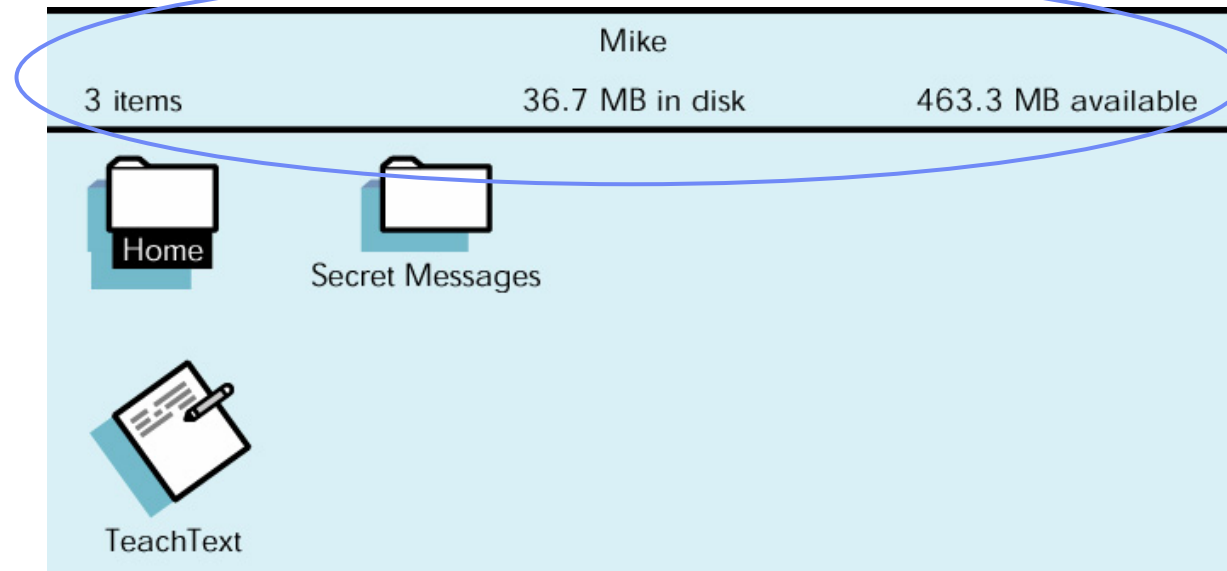 Mike
3 items 36.7 MB in disk 463.3 MB available
Home Secret Messages
TeachText